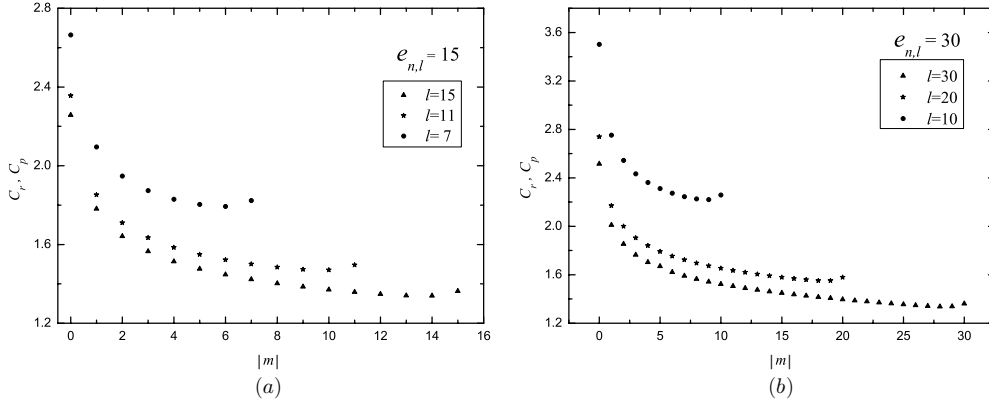 2.8
2.4
2.0
1.6
1.2
C_r, C_p
0 2 4 6 8 10 12 14 16
|m|
e_{n,l} = 15
l=15
l=11
l= 7
(a)
3.6
3.2
2.8
2.4
2.0
1.6
1.2
C_r, C_p
0 5 10 15 20 25 30
|m|
e_{n,l} = 30
l=30
l=20
l=10
(b)